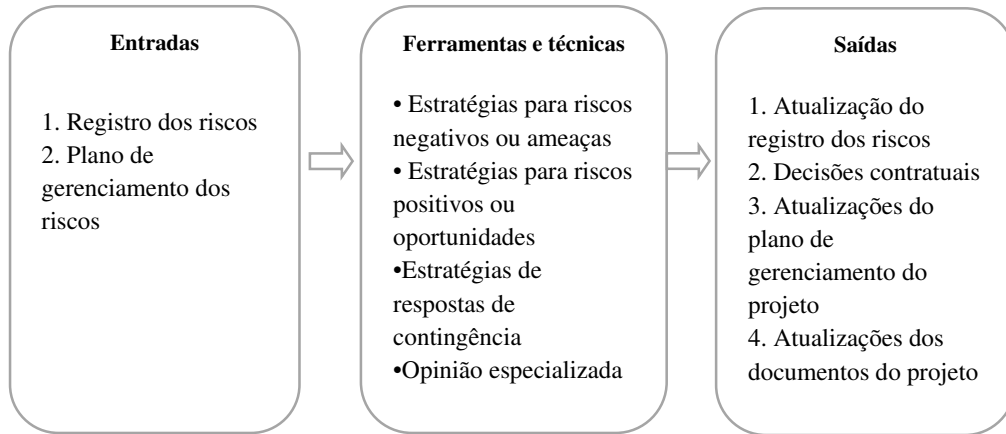 Entradas
1. Registro dos riscos
2. Plano de
gerenciamento dos
riscos
Ferramentas e técnicas
• Estratégias para riscos
negativos ou ameaças
• Estratégias para riscos
positivos ou
oportunidades
•Estratégias de
respostas de
contingência
•Opinião especializada
Saídas
1. Atualização do
registro dos riscos
2. Decisões contratuais
3. Atualizações do
plano de
gerenciamento do
projeto
4. Atualizações dos
documentos do projeto